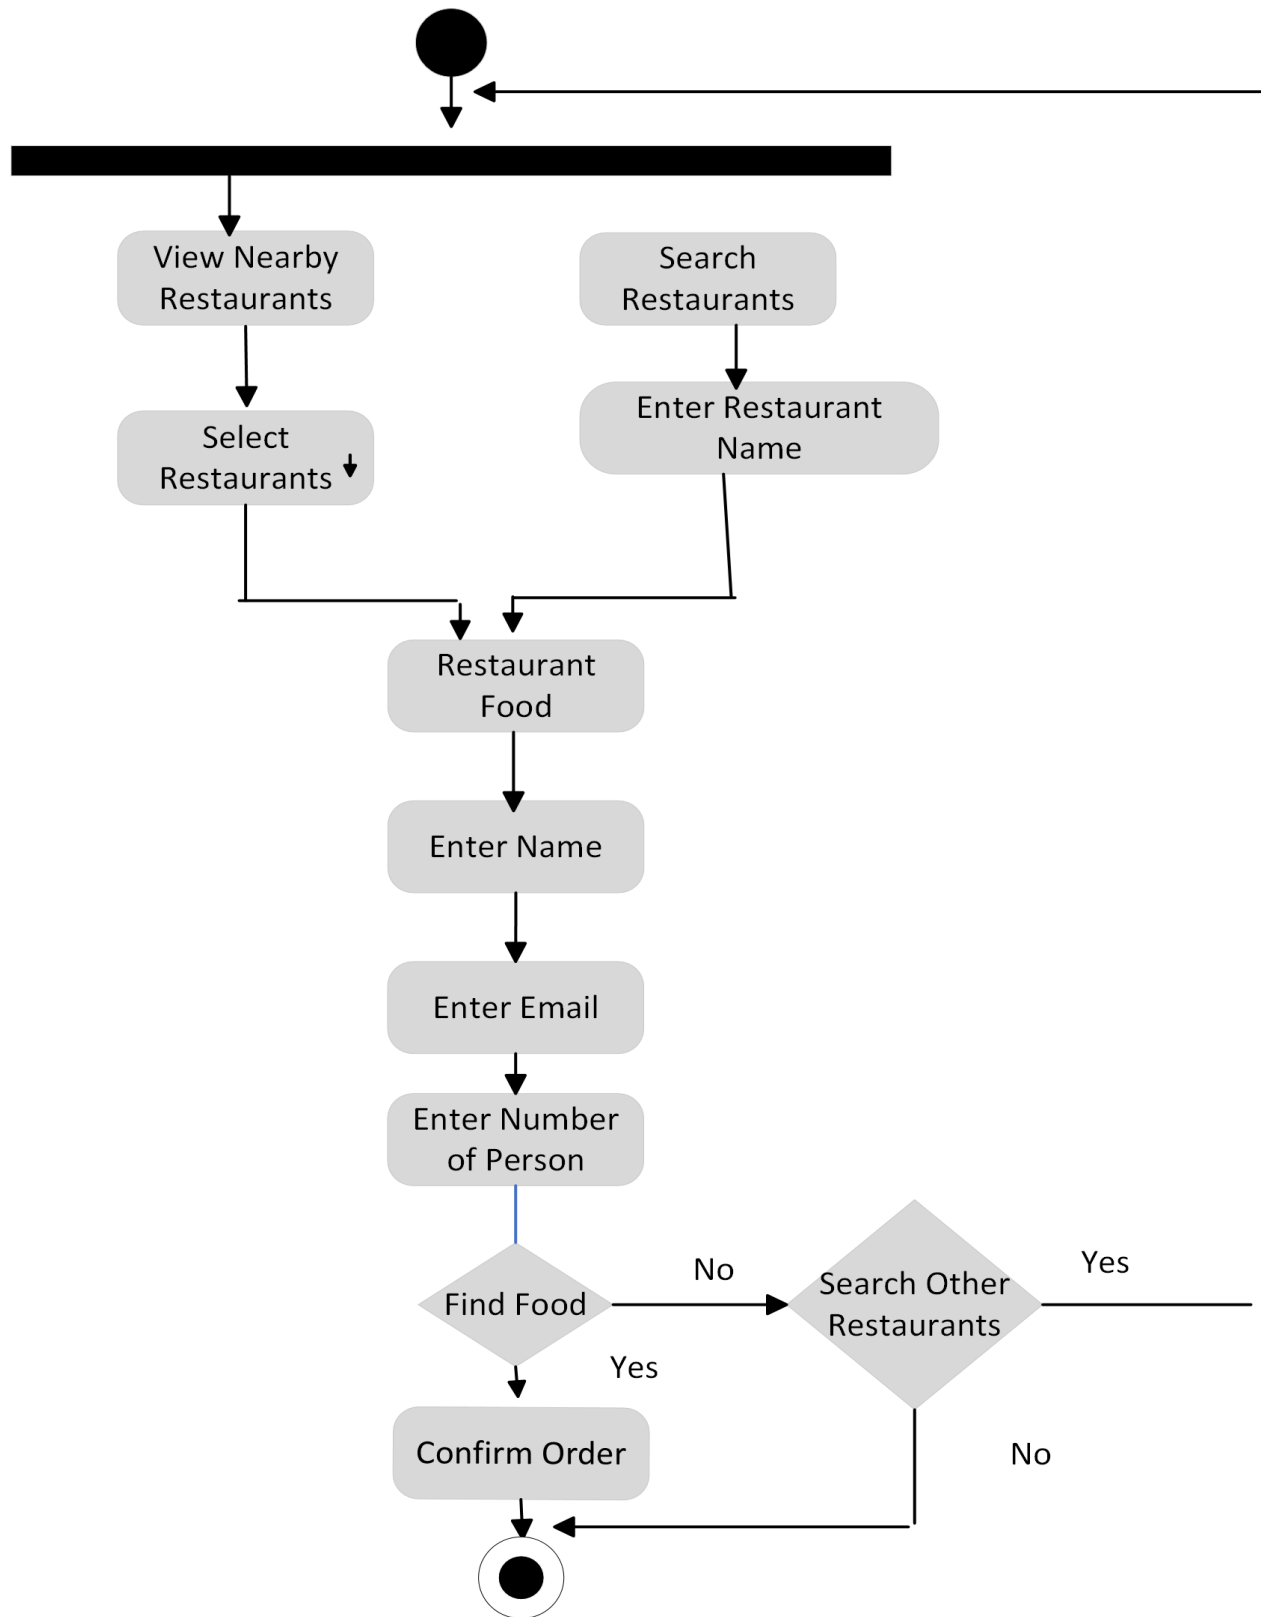 View Nearby
Restaurants
Search
Restaurants
Select
Restaurants
Enter Restaurant
Name
Restaurant
Food
Enter Name
Enter Email
Enter Number
of Person
Find Food
No
Search Other
Restaurants
Yes
Yes
Confirm Order
No